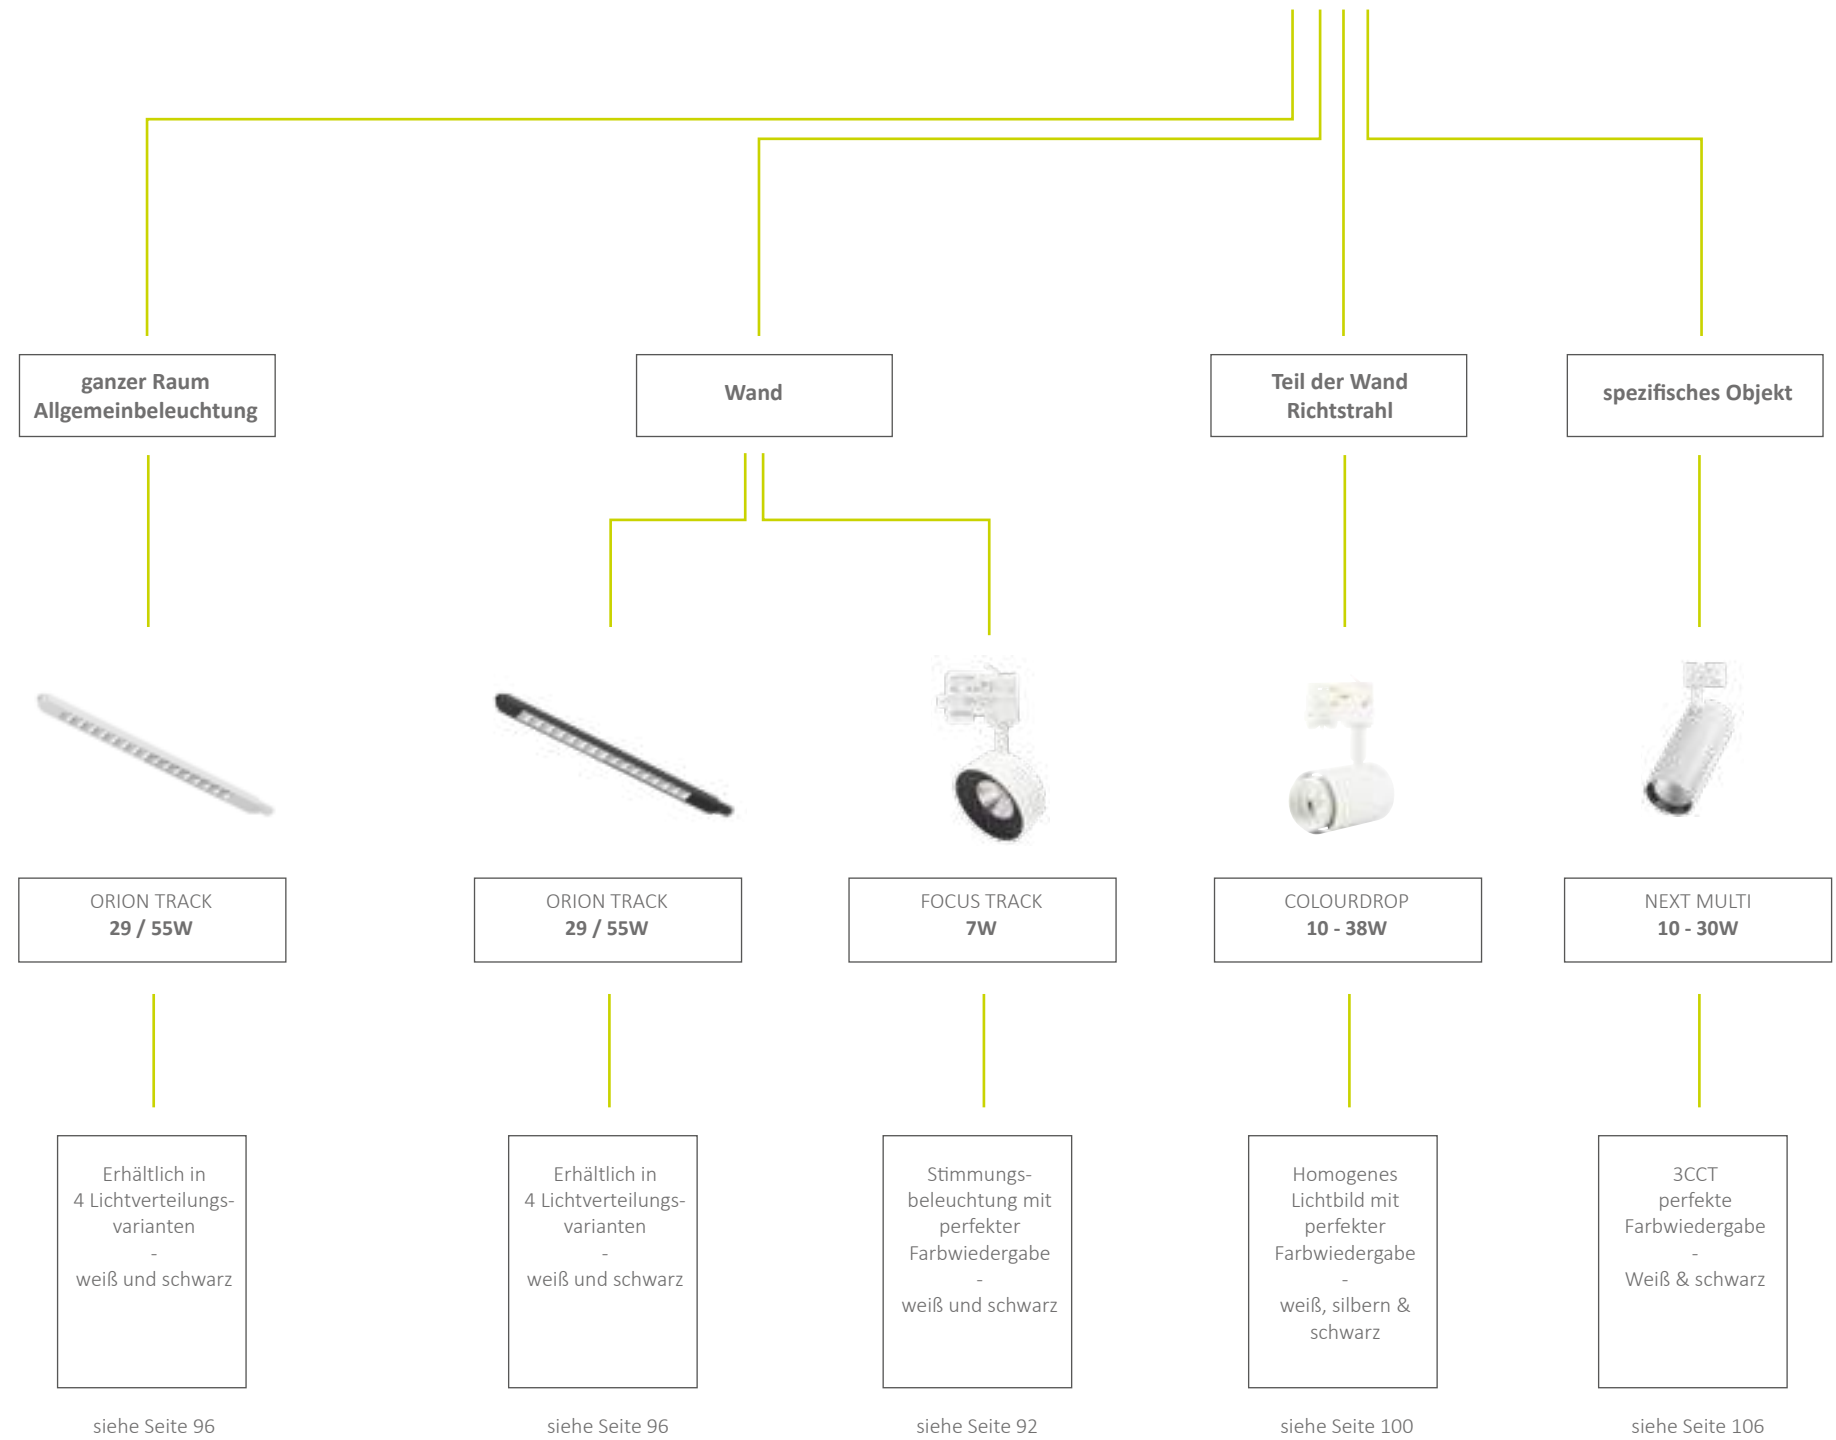 ganzer Raum
Allgemeinbeleuchtung
Wand
Teil der Wand
Richtstrahl
spezifisches Objekt
ORION TRACK
29 / 55W
ORION TRACK
29 / 55W
FOCUS TRACK
7W
COLOURDROP
10 - 38W
NEXT MULTI
10 - 30W
Erhältlich in
4 Lichtverteilungs-
varianten
-
weiß und schwarz
Erhältlich in
4 Lichtverteilungs-
varianten
-
weiß und schwarz
Stimmungs-
beleuchtung mit
perfekter
Farbwiedergabe
-
weiß und schwarz
Homogenes
Lichtbild mit
perfekter
Farbwiedergabe
-
weiß, silbern &
schwarz
3CCT
perfekte
Farbwiedergabe
-
Weiß & schwarz
siehe Seite 96
siehe Seite 96
siehe Seite 92
siehe Seite 100
siehe Seite 106